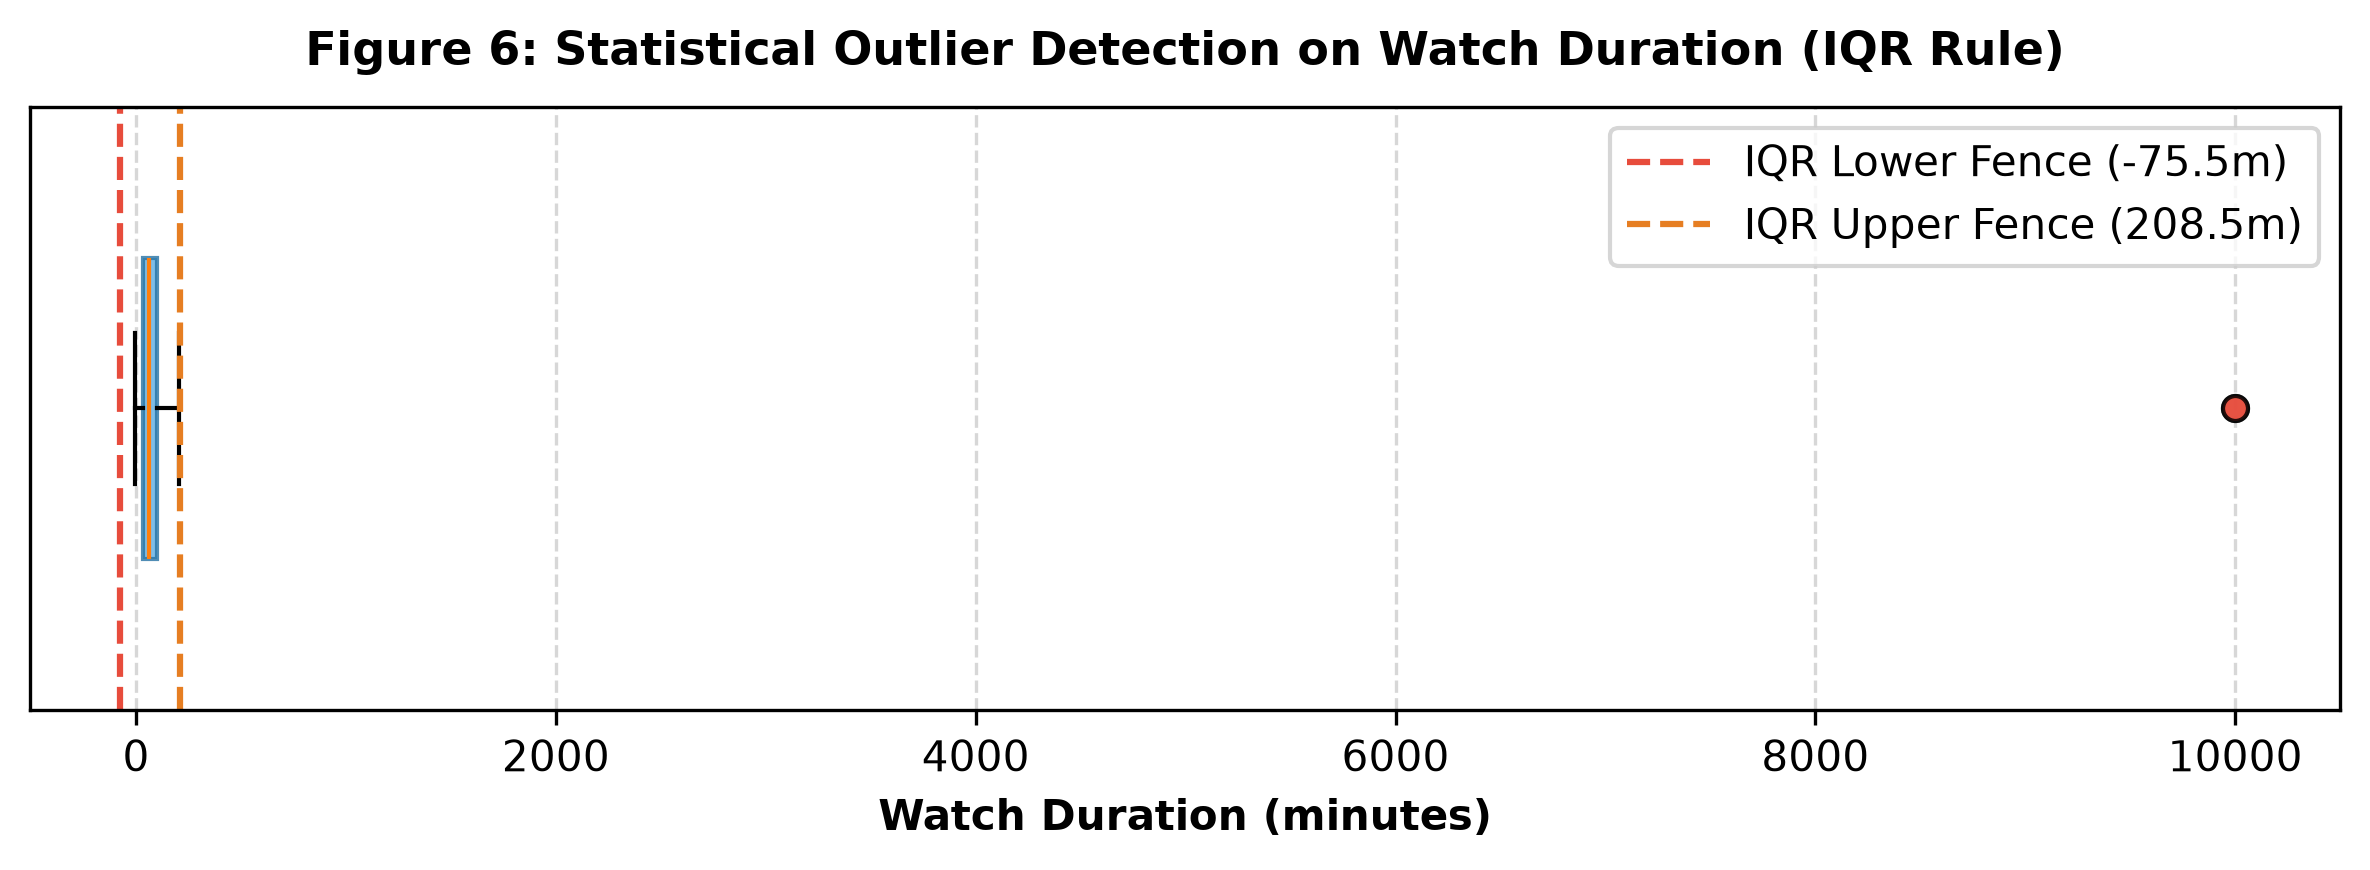 Figure 6: Statistical Outlier Detection on Watch Duration (IQR Rule)
IQR Lower Fence (-75.5m)
IQR Upper Fence (208.5m)
0 2000 4000 6000 8000 10000
Watch Duration (minutes)